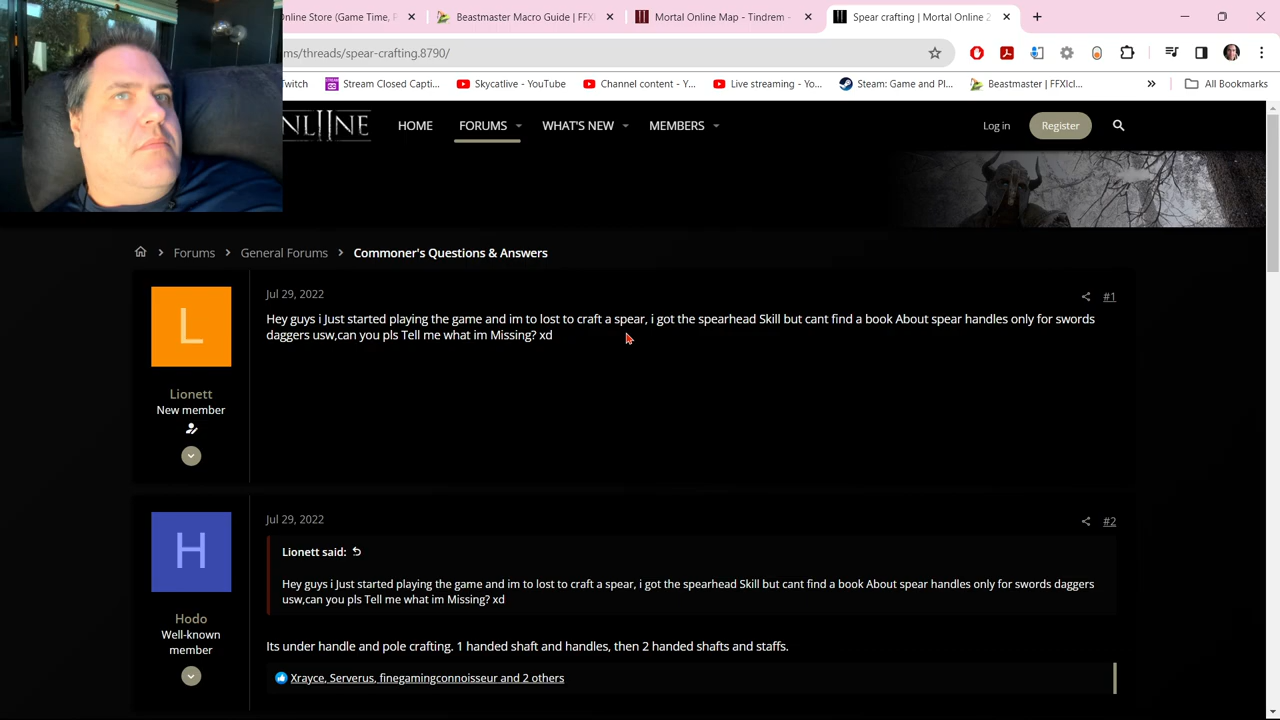 nline Store (Game Time, F
Beastmaster Macro Guide | FFXI
Mortal Online Map - Tindrem -
Spear crafting | Mortal Online 2
ms/threads/spear-crafting.8790/
witch
Stream Closed Capti...
Skycatlive - YouTube
Channel content - Y...
Live streaming - Yo...
Steam: Game and Pl...
Beastmaster | FFXIcl...
All Bookmarks
HOME
FORUMS
WHAT'S NEW
MEMBERS
Log in
Register
Forums
General Forums
Commoner's Questions & Answers
L
Lionett
New member
Jul 29, 2022
#1
Hey guys i Just started playing the game and im to lost to craft a spear, i got the spearhead Skill but cant find a book About spear handles only for swords
daggers usw,can you pls Tell me what im Missing? xd
H
Hodo
Well-known
member
Jul 29, 2022
#2
Lionett said:
Hey guys i Just started playing the game and im to lost to craft a spear, i got the spearhead Skill but cant find a book About spear handles only for swords daggers
usw,can you pls Tell me what im Missing? xd
Its under handle and pole crafting. 1 handed shaft and handles, then 2 handed shafts and staffs.
Xrayce, Serverus, finegamingconnoisseur and 2 others